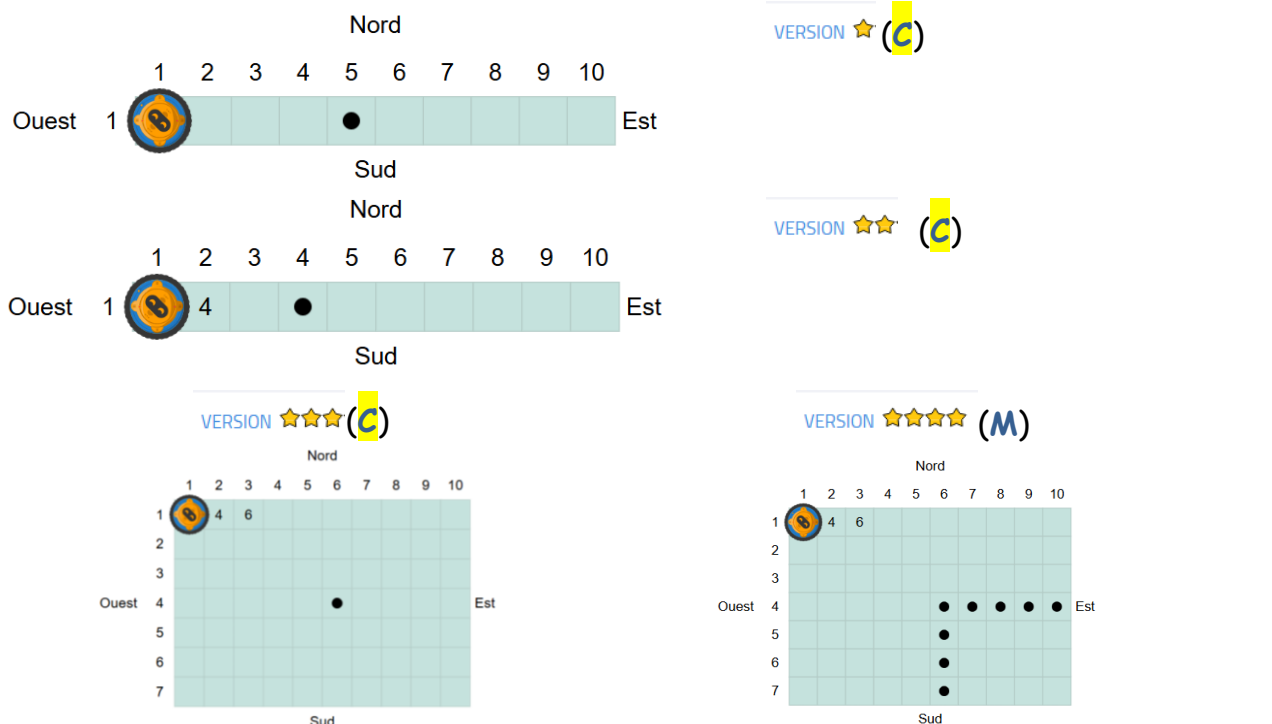 Nord
VERSION (C)
1 2 3 4 5 6 7 8 9 10
Ouest 1 Est
Sud
Nord
VERSION (C)
1 2 3 4 5 6 7 8 9 10
Ouest 1 4 Est
Sud
VERSION (C)
Nord
1 2 3 4 5 6 7 8 9 10
1 4 6
2
3
Ouest 4 Est
5
6
7
Sud
VERSION (M)
Nord
1 2 3 4 5 6 7 8 9 10
1 4 6
2
3
Ouest 4 Est
5
6
7
Sud